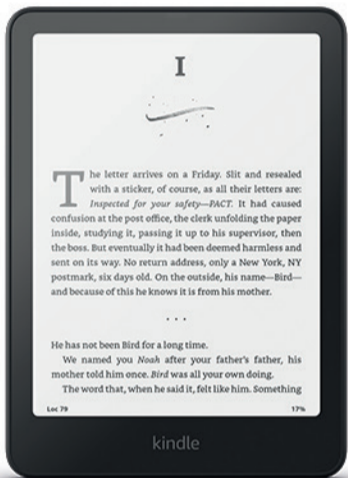 I
The letter arrives on a Friday. Slit and resealed
with a sticker, of course, as all their letters are:
Inspected for your safety—PACT. It had caused
confusion at the post office, the clerk unfolding the paper
inside, studying it, passing it up to his supervisor, then
the boss. But eventually it had been deemed harmless and
sent on its way. No return address, only a New York, NY
postmark, six days old. On the outside, his name—Bird—
and because of this he knows it is from his mother.
...
He has not been Bird for a long time.
We named you Noah after your father's father, his
mother told him once. Bird was all your own doing.
The word that, when he said it, felt like him. Something
Loc 79 17%
kindle